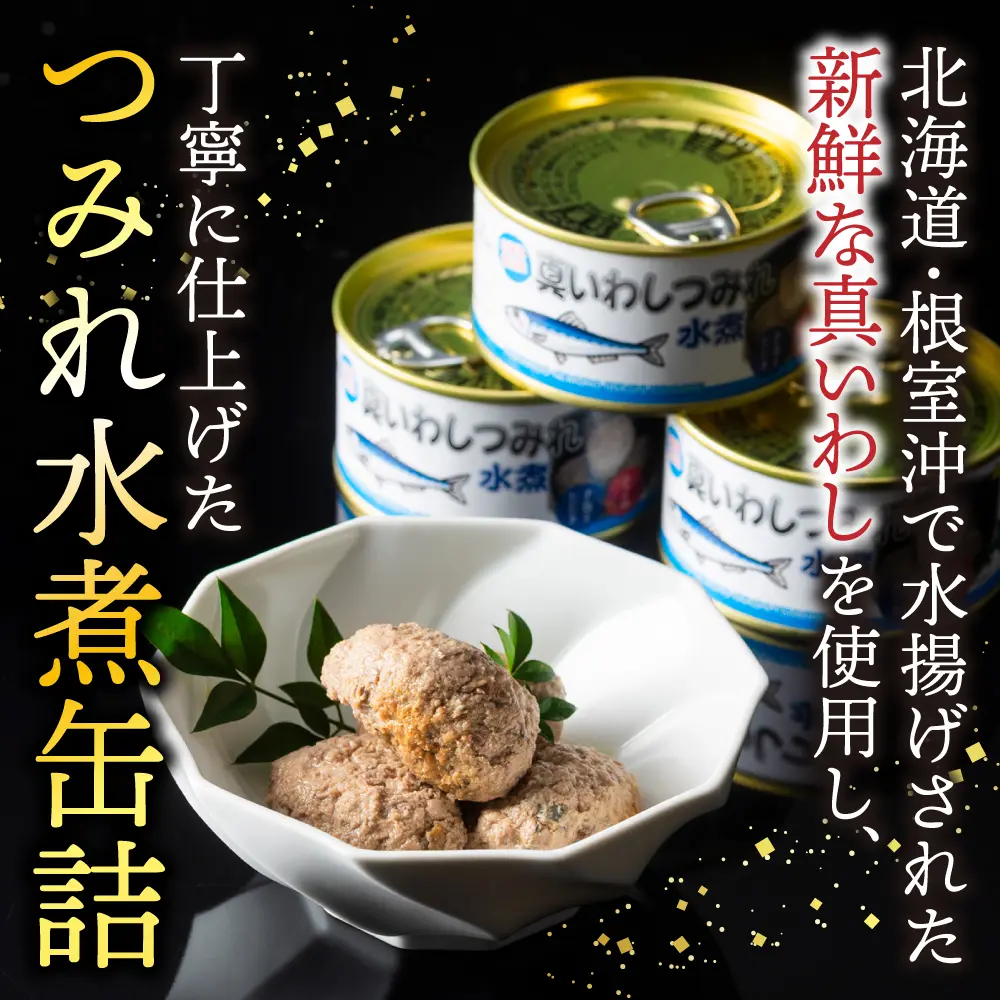 北海道・根室沖で水揚げされた
新鮮な真いわしを使用し、
丁寧に仕上げた
つみれ水煮缶詰
真いわしつみれ
水煮
真いわしつみれ
水煮
真いわしつ
水